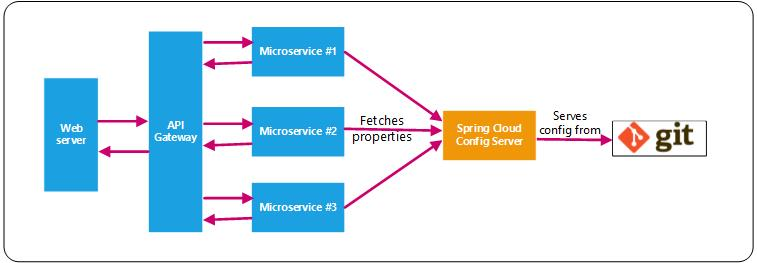 Web
server
API
Gateway
Microservice #1
Microservice #2
Microservice #3
Fetches
properties
Spring Cloud
Config Server
Serves
config from
git